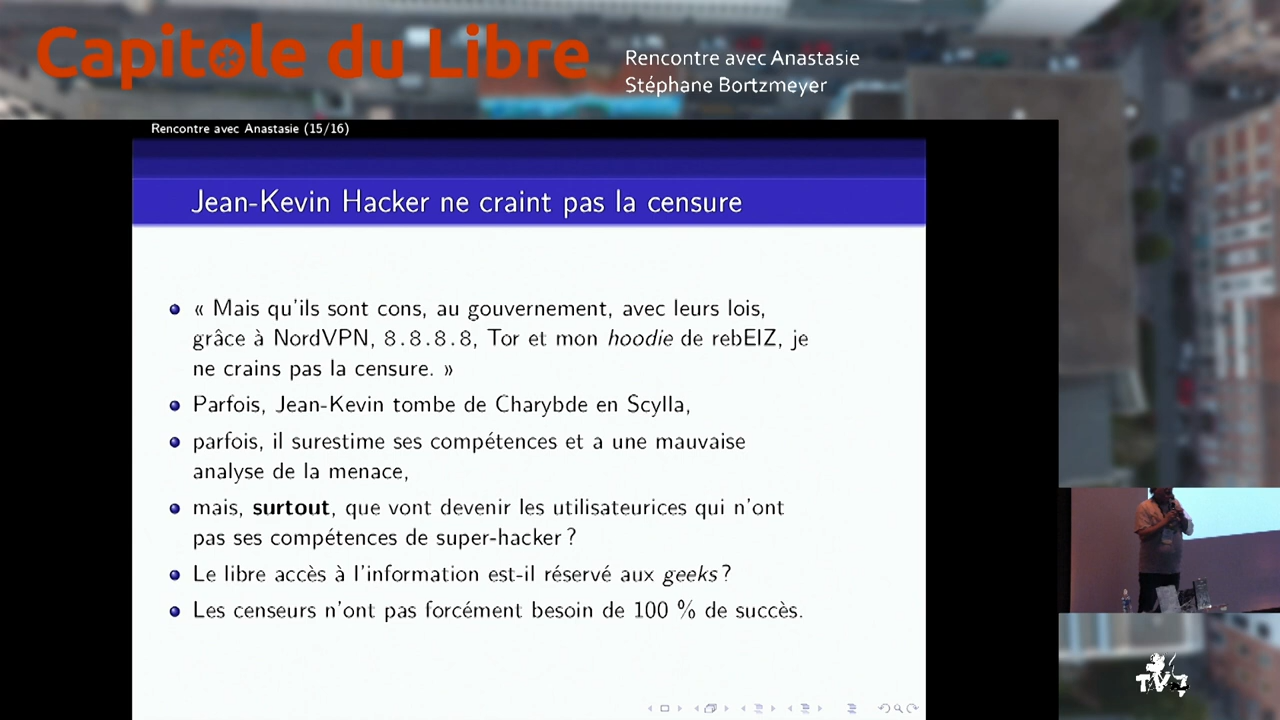 Capitole du Libre
Rencontre avec Anastasie
Stéphane Bortzmeyer
Rencontre avec Anastasie (15/16)
Jean-Kevin Hacker ne craint pas la censure
« Mais qu'ils sont cons, au gouvernement, avec leurs lois,
grâce à NordVPN, 8.8.8.8, Tor et mon hoodie de rebElZ, je
ne crains pas la censure. »
Parfois, Jean-Kevin tombe de Charybde en Scylla,
parfois, il surestime ses compétences et a une mauvaise
analyse de la menace,
mais, surtout, que vont devenir les utilisateurices qui n'ont
pas ses compétences de super-hacker ?
Le libre accès à l'information est-il réservé aux geeks ?
Les censeurs n'ont pas forcément besoin de 100 % de succès.
TV7